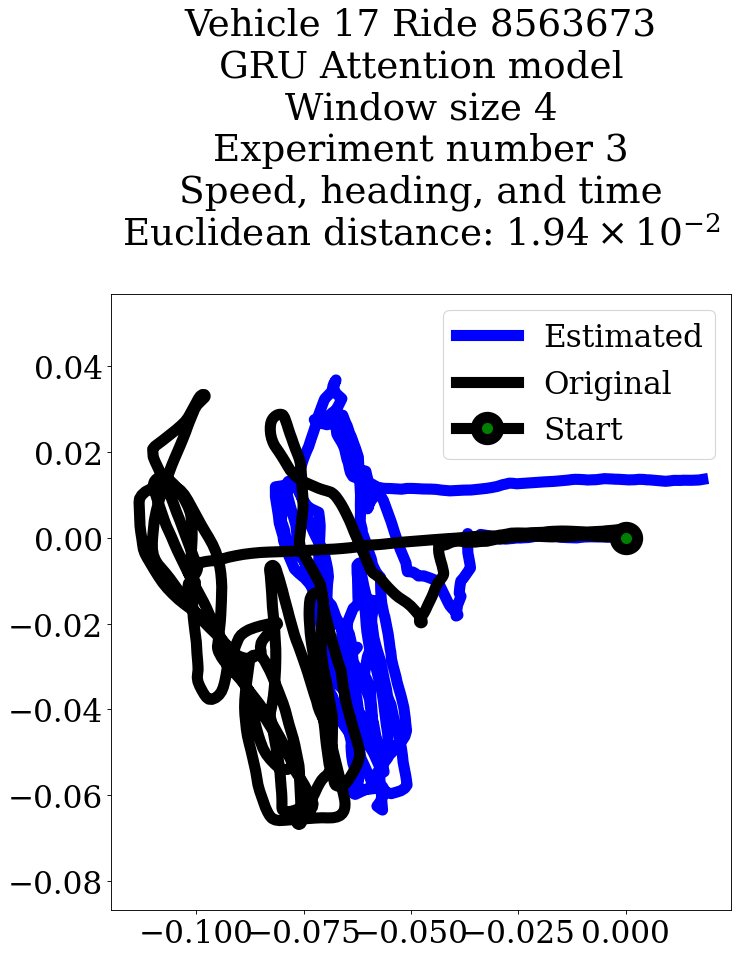 Vehicle 17 Ride 8563673
GRU Attention model
Window size 4
Experiment number 3
Speed, heading, and time
Euclidean distance: 1.94 × 10⁻²
Estimated
Original
Start
0.04
0.02
0.00
−0.02
−0.04
−0.06
−0.08
−0.100 −0.075 −0.050 −0.025 0.000